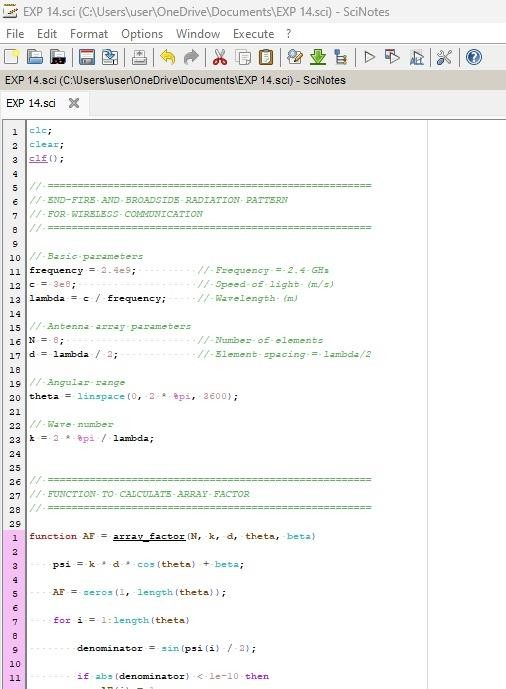 EXP 14.sci (C:\Users\user\OneDrive\Documents\EXP 14.sci) - SciNotes
File Edit Format Options Window Execute ?
EXP 14.sci (C:\Users\user\OneDrive\Documents\EXP 14.sci) - SciNotes
EXP 14.sci
1 clc;
2 clear;
3 clf();
4
5 // ======================================================
6 // END-FIRE AND BROADSIDE RADIATION PATTERN
7 // FOR WIRELESS COMMUNICATION
8 // ======================================================
9
10 // Basic parameters
11 frequency = 2.4e9; // Frequency = 2.4 GHz
12 c = 3e8; // Speed of light (m/s)
13 lambda = c / frequency; // Wavelength (m)
14
15 // Antenna array parameters
16 N = 8; // Number of elements
17 d = lambda / 2; // Element spacing = lambda/2
18
19 // Angular range
20 theta = linspace(0, 2 * %pi, 3600);
21
22 // Wave number
23 k = 2 * %pi / lambda;
24
25
26 // ======================================================
27 // FUNCTION TO CALCULATE ARRAY FACTOR
28 // ======================================================
29
1 function AF = array_factor(N, k, d, theta, beta)
2
3 psi = k * d * cos(theta) + beta;
4
5 AF = zeros(1, length(theta));
6
7 for i = 1:length(theta)
8
9 denominator = sin(psi(i) / 2);
10
11 if abs(denominator) < 1e-10 then